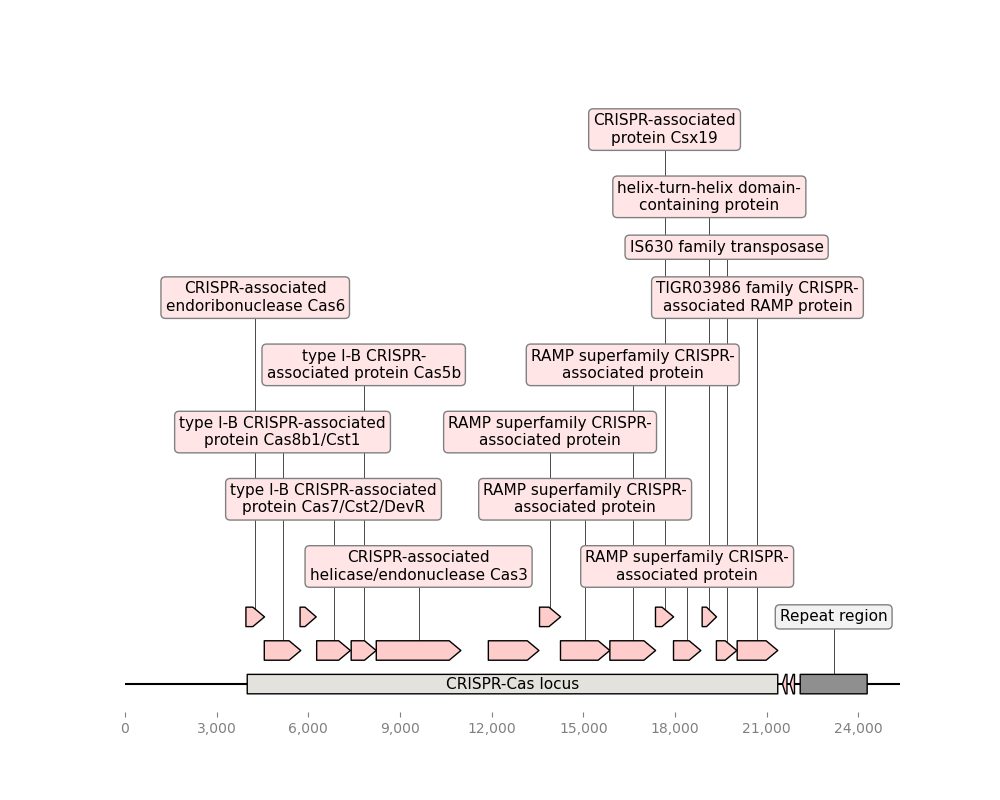 CRISPR-associated
protein Csx19
helix-turn-helix domain-
containing protein
IS630 family transposase
CRISPR-associated
endoribonuclease Cas6
TIGR03986 family CRISPR-
associated RAMP protein
type I-B CRISPR-
associated protein Cas5b
RAMP superfamily CRISPR-
associated protein
type I-B CRISPR-associated
protein Cas8b1/Cst1
RAMP superfamily CRISPR-
associated protein
type I-B CRISPR-associated
protein Cas7/Cst2/DevR
RAMP superfamily CRISPR-
associated protein
CRISPR-associated
helicase/endonuclease Cas3
RAMP superfamily CRISPR-
associated protein
Repeat region
CRISPR-Cas locus
0 3,000 6,000 9,000 12,000 15,000 18,000 21,000 24,000